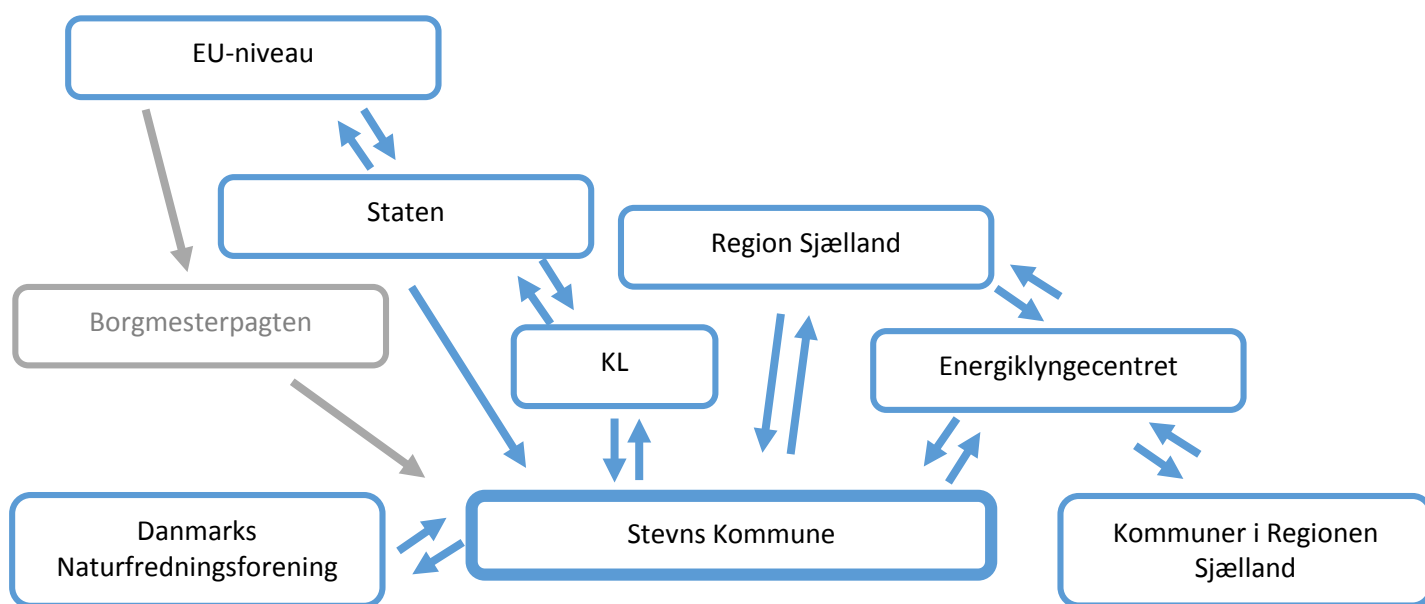 EU-niveau
Staten
Region Sjælland
Borgmesterpagten
KL
Energiklyngecentret
Danmarks
Naturfredningsforening
Stevns Kommune
Kommuner i Regionen
Sjælland